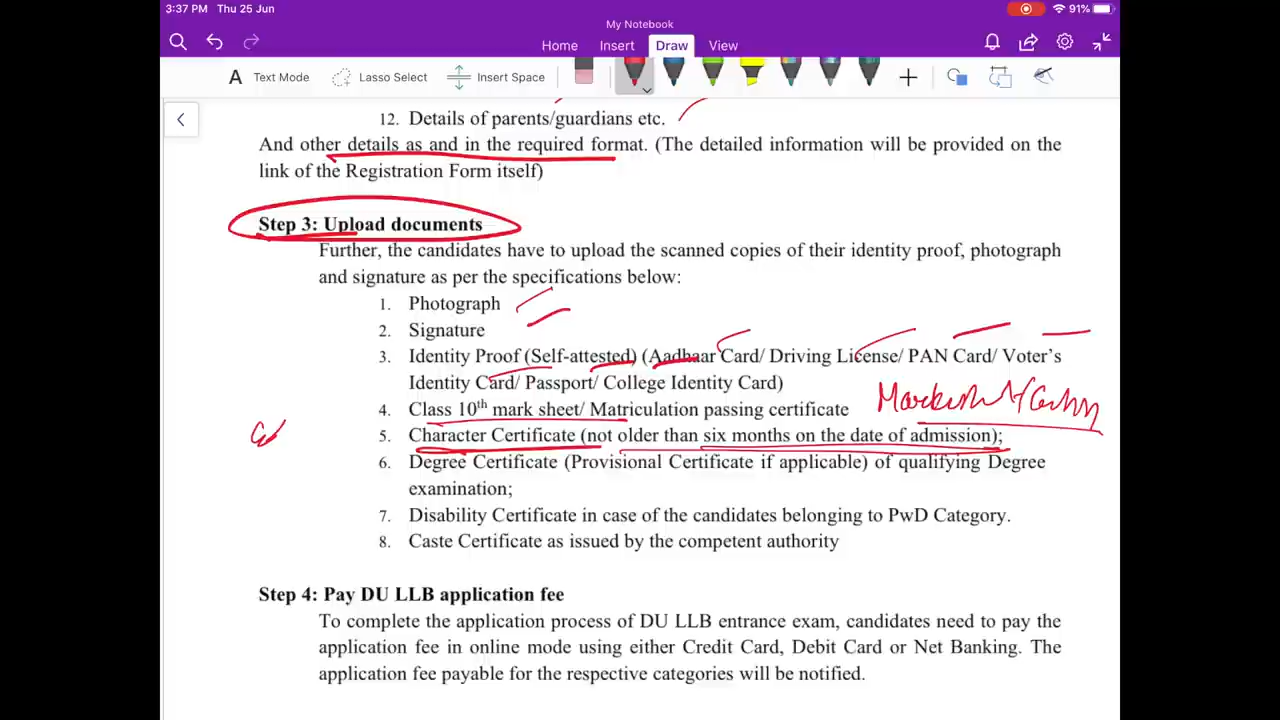 3:37 PM Thu 25 Jun
91%
My Notebook
Home Insert Draw View
A Text Mode Lasso Select Insert Space
12. Details of parents/guardians etc.
And other details as and in the required format. (The detailed information will be provided on the
link of the Registration Form itself)
Step 3: Upload documents
Further, the candidates have to upload the scanned copies of their identity proof, photograph
and signature as per the specifications below:
1. Photograph
2. Signature
3. Identity Proof (Self-attested) (Aadhaar Card/ Driving License/ PAN Card/ Voter's
Identity Card/ Passport/ College Identity Card)
4. Class 10th mark sheet/ Matriculation passing certificate
5. Character Certificate (not older than six months on the date of admission);
6. Degree Certificate (Provisional Certificate if applicable) of qualifying Degree
examination;
7. Disability Certificate in case of the candidates belonging to PwD Category.
8. Caste Certificate as issued by the competent authority
Step 4: Pay DU LLB application fee
To complete the application process of DU LLB entrance exam, candidates need to pay the
application fee in online mode using either Credit Card, Debit Card or Net Banking. The
application fee payable for the respective categories will be notified.